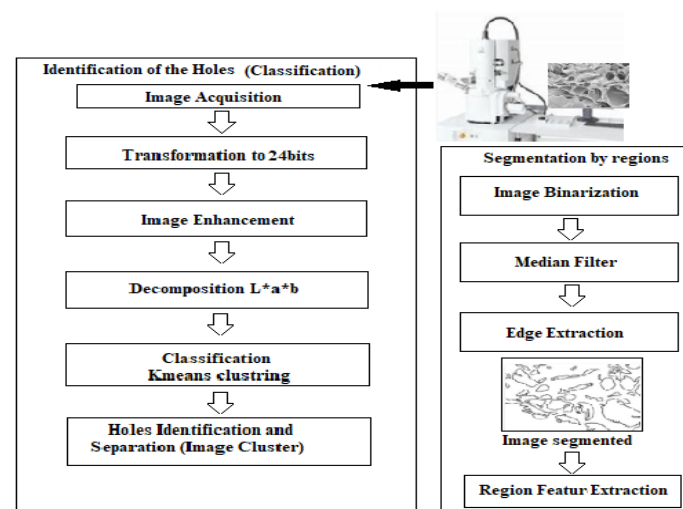 Identification of the Holes (Classification)
Image Acquisition
Transformation to 24bits
Image Enhancement
Decomposition L*a*b
Classification
Kmeans clustring
Holes Identification and
Separation (Image Cluster)
Segmentation by regions
Image Binarization
Median Filter
Edge Extraction
Image segmented
Region Featur Extraction